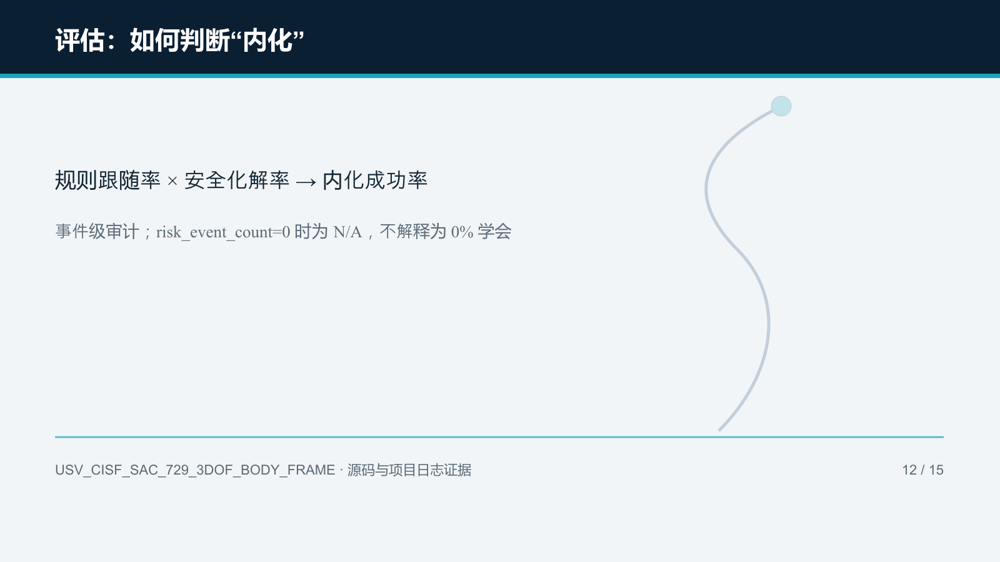 评估：如何判断“内化”
规则跟随率 × 安全化解率 → 内化成功率
事件级审计；risk_event_count=0 时为 N/A，不解释为 0% 学会
USV_CISF_SAC_729_3DOF_BODY_FRAME · 源码与项目日志证据
12 / 15